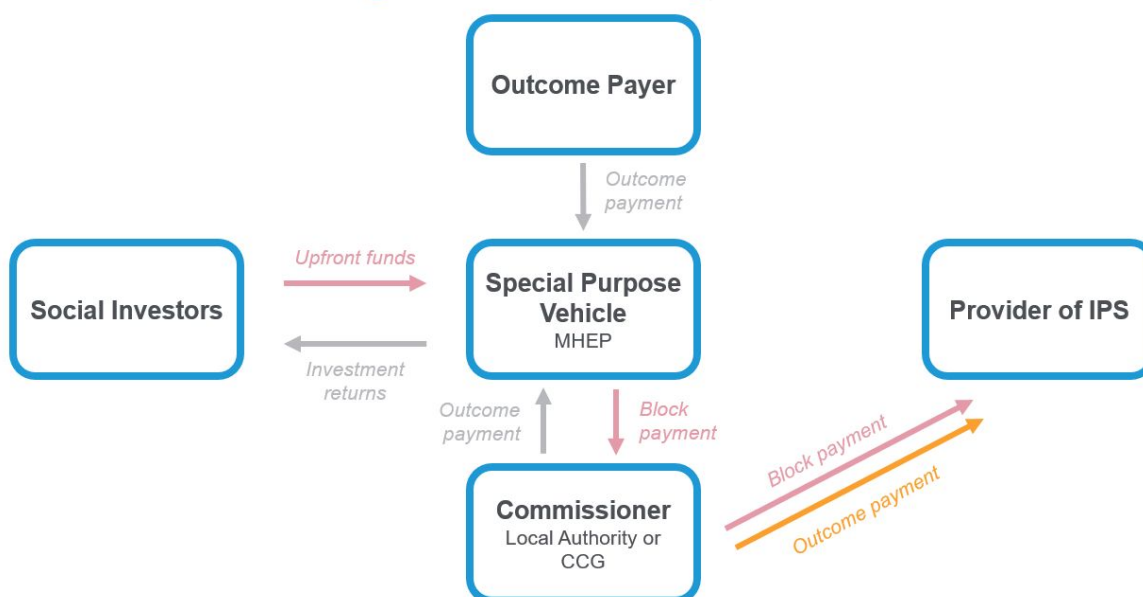 Outcome Payer
Outcome
payment
Upfront funds
Social Investors
Special Purpose
Vehicle
MHEP
Provider of IPS
Investment
returns
Outcome
payment
Block
payment
Block payment
Outcome payment
Commissioner
Local Authority or
CCG